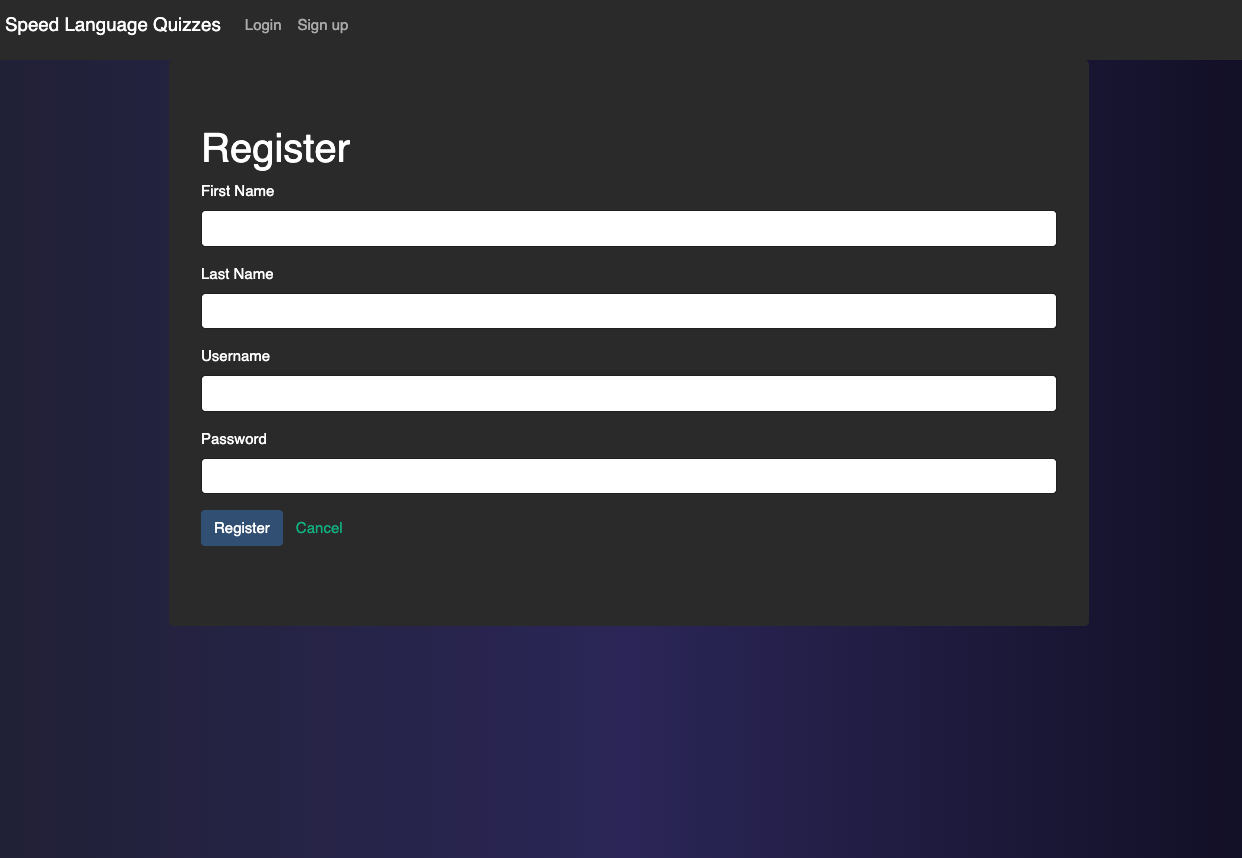 Speed Language Quizzes Login Sign up
Register
First Name
Last Name
Username
Password
Register Cancel